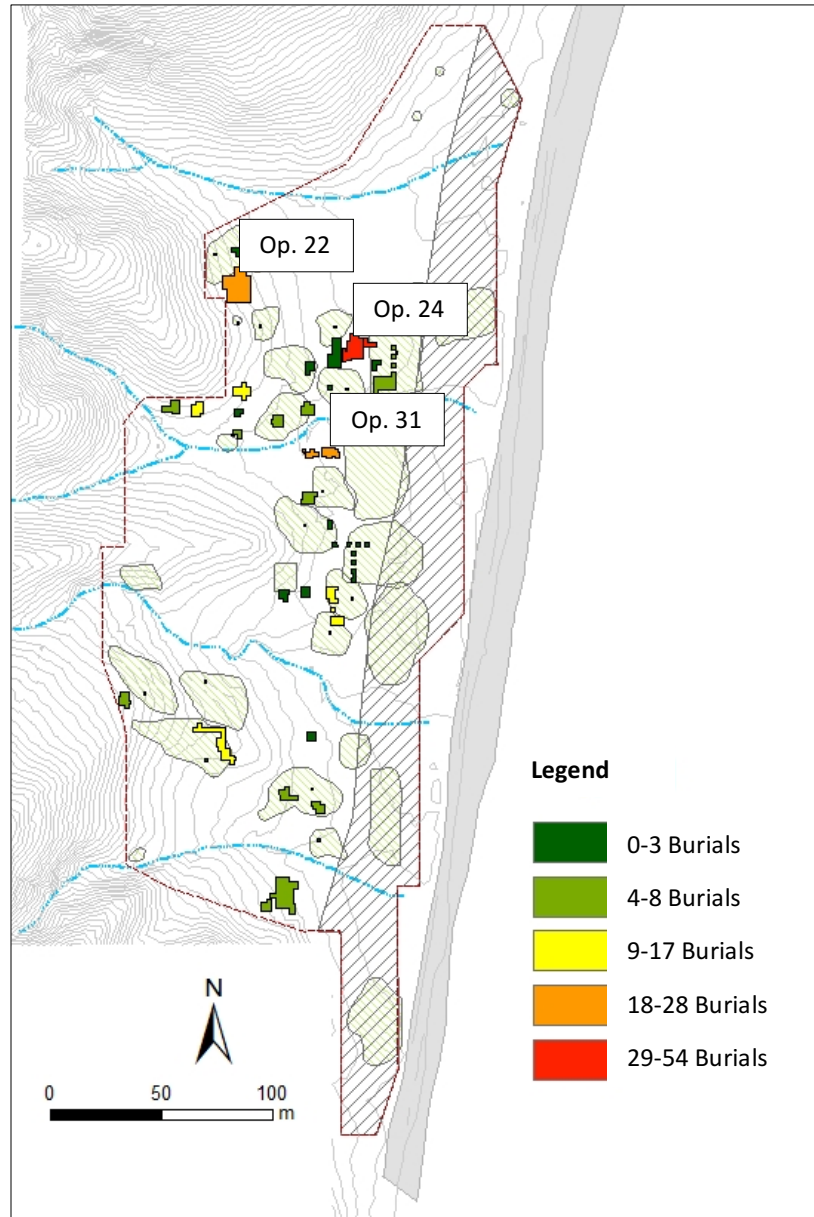 Op. 22
Op. 24
Op. 31
Legend
0-3 Burials
4-8 Burials
9-17 Burials
18-28 Burials
29-54 Burials
N
0 50 100
m